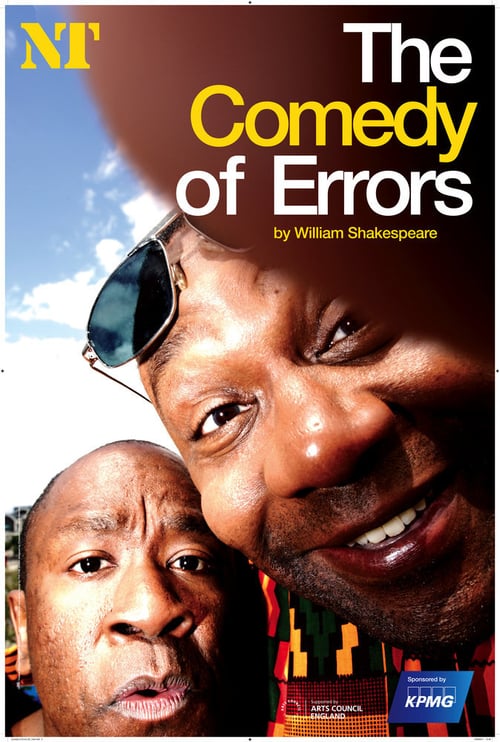 NT
The
Comedy
of Errors
by William Shakespeare
Sponsored by
KPMG
Supported by
ARTS COUNCIL
ENGLAND